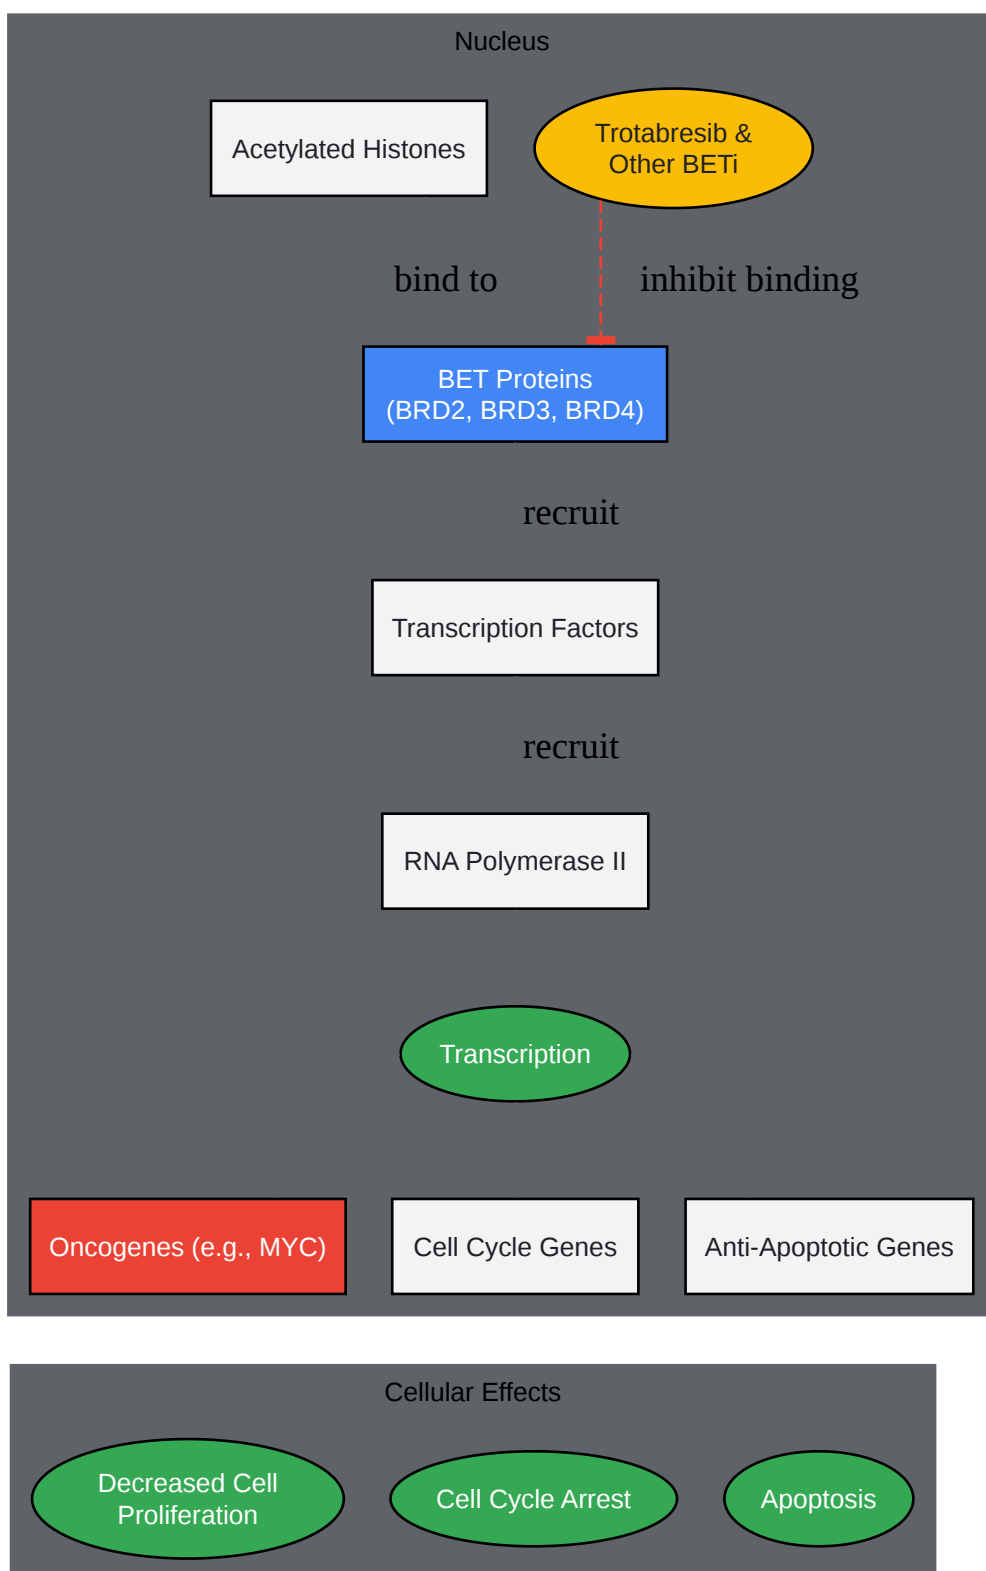 Nucleus
Acetylated Histones
Trotabresib &
Other BETi
bind to
inhibit binding
BET Proteins
(BRD2, BRD3, BRD4)
recruit
Transcription Factors
recruit
RNA Polymerase II
Transcription
Oncogenes (e.g., MYC)
Cell Cycle Genes
Anti-Apoptotic Genes
Cellular Effects
Decreased Cell
Proliferation
Cell Cycle Arrest
Apoptosis